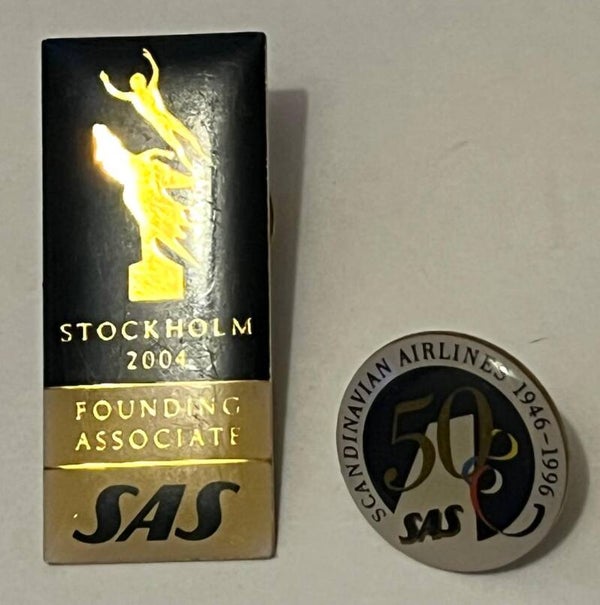 STOCKHOLM
2004
FOUNDING
ASSOCIATE
SAS
SCANDINAVIAN AIRLINES 1946-1996
50
SAS